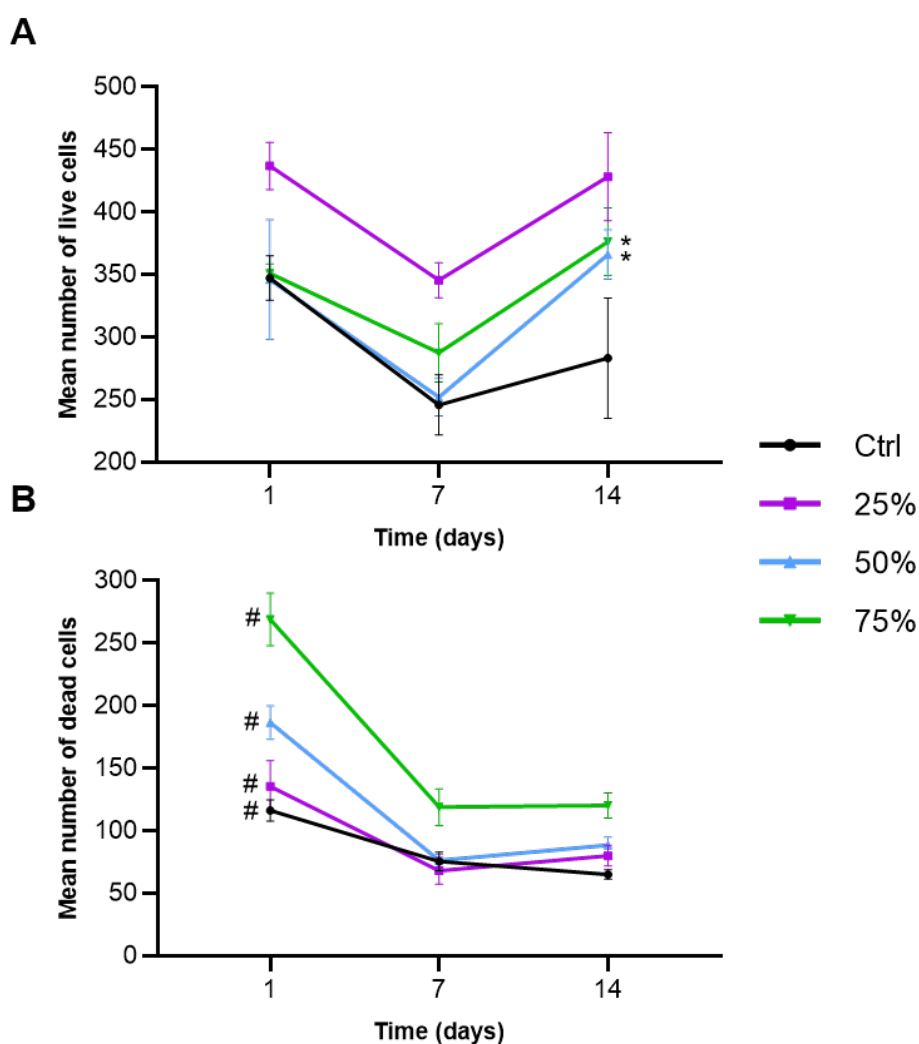 A
Mean number of live cells
500
450
400
350
300
250
200
*
*
1 7 14
Time (days)
B
Mean number of dead cells
300
250
200
150
100
50
0
#
#
#
#
1 7 14
Time (days)
Ctrl
25%
50%
75%